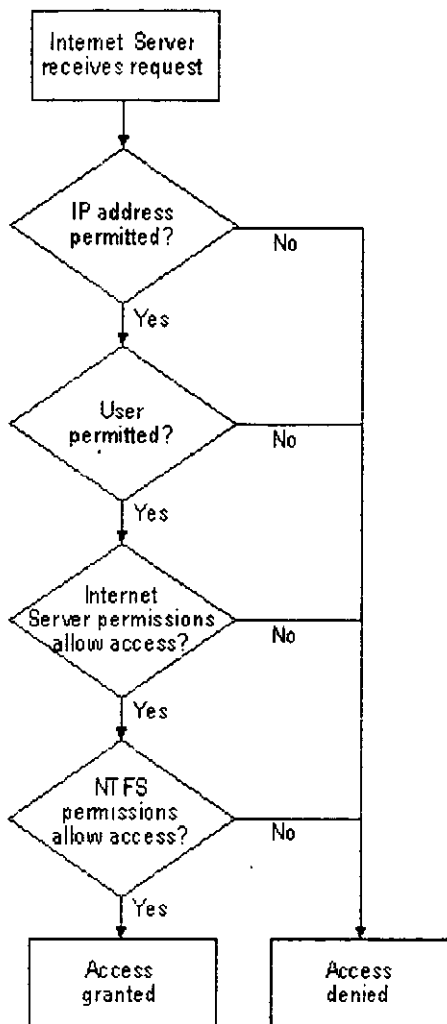 Internet Server
receives request
IP address
permitted?
No
Yes
User
permitted?
No
Yes
Internet
Server permissions
allow access?
No
Yes
NTFS
permissions
allow access?
No
Yes
Access
granted
Access
denied